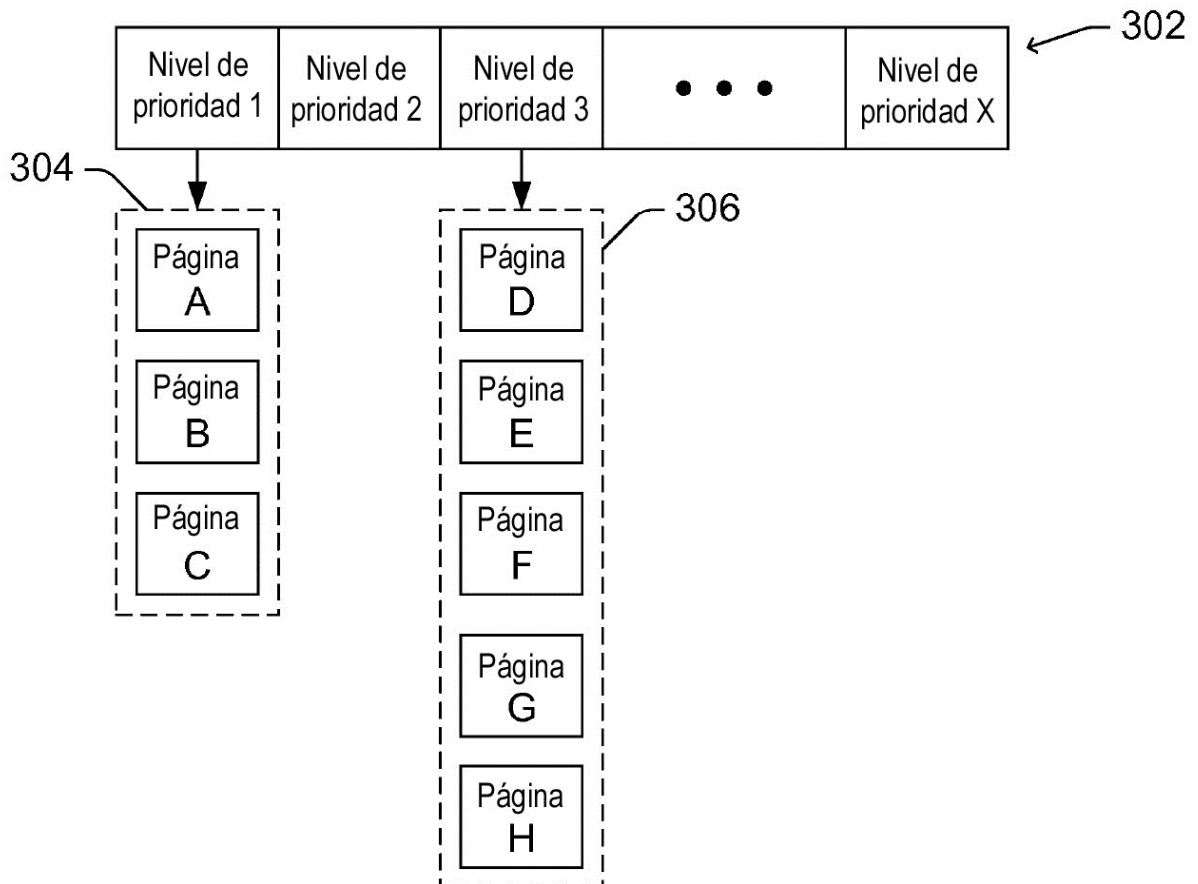 302
Nivel de
prioridad 1
Nivel de
prioridad 2
Nivel de
prioridad 3
• • •
Nivel de
prioridad X
304
306
Página
A
Página
B
Página
C
Página
D
Página
E
Página
F
Página
G
Página
H